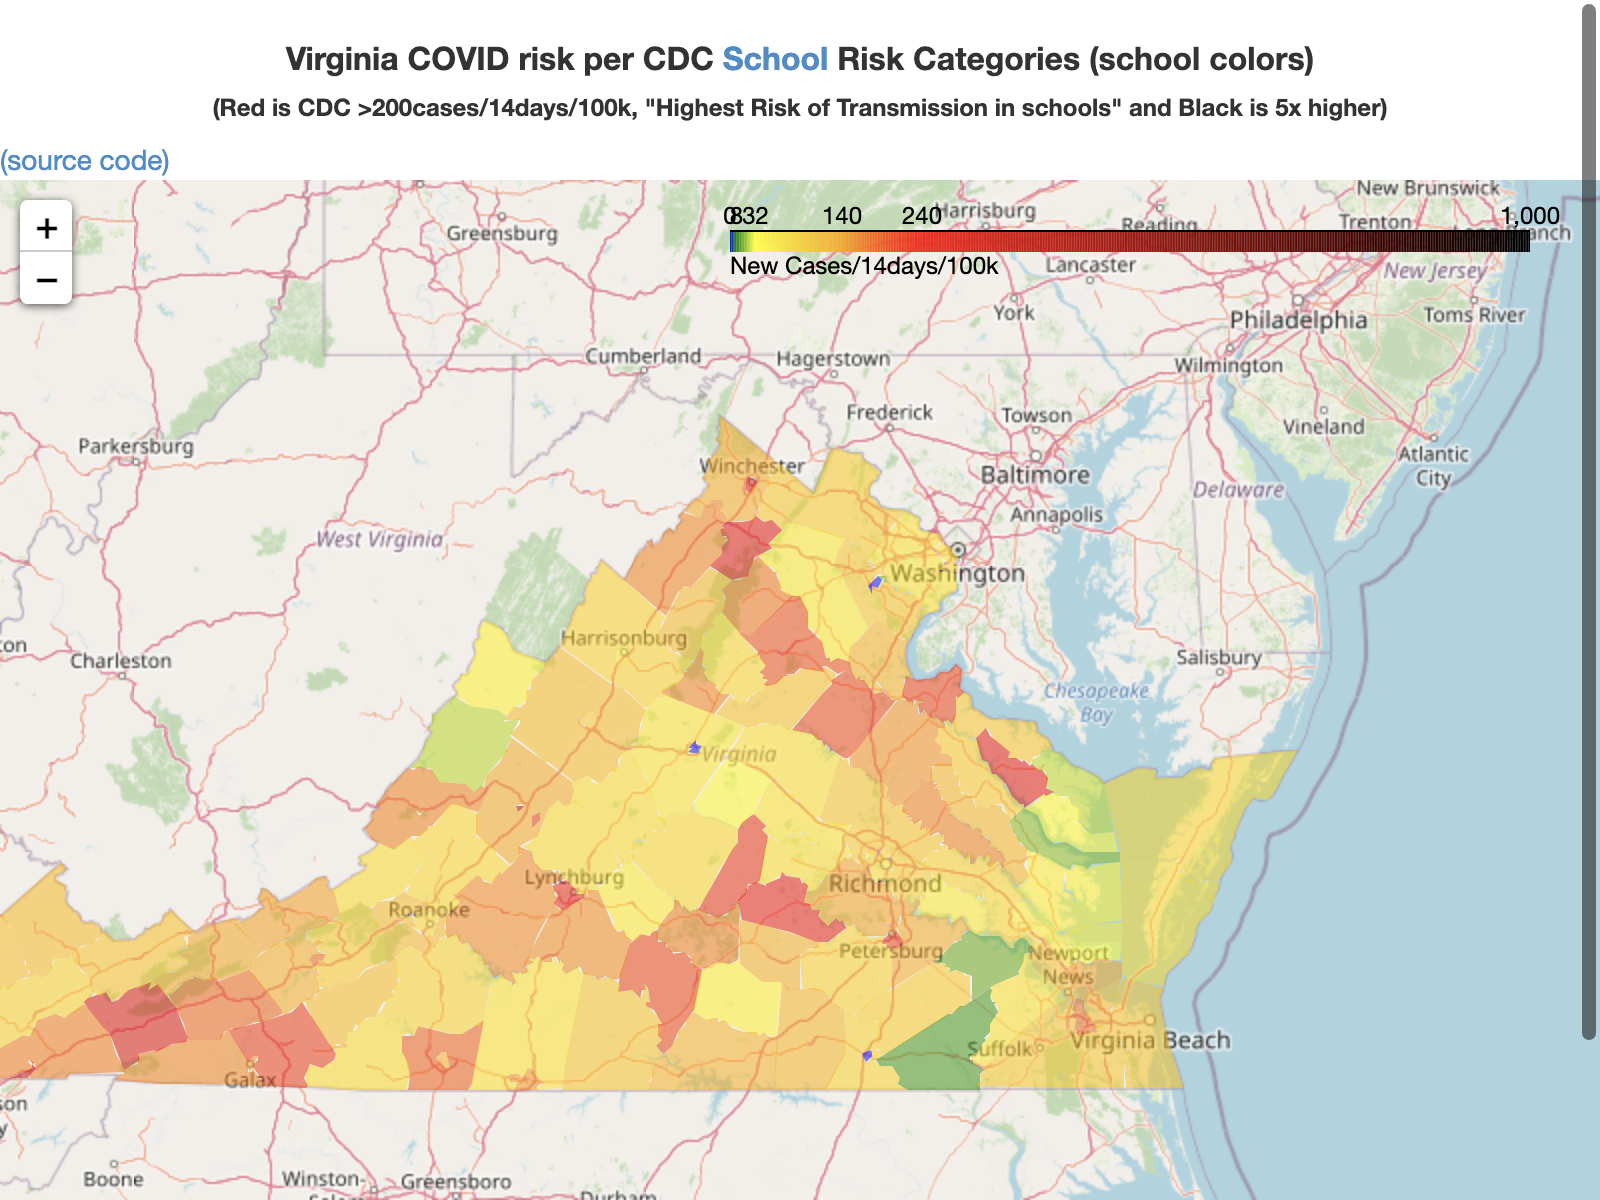 Virginia COVID risk per CDC School Risk Categories (school colors)
(Red is CDC >200cases/14days/100k, "Highest Risk of Transmission in schools" and Black is 5x higher)
(source code)
+
−
0 8 32 140 240 1,000
New Cases/14days/100k
New Brunswick
Harrisburg
Reading
Trenton
Long Branch
Greensburg
Lancaster
New Jersey
York
Philadelphia
Toms River
Cumberland
Hagerstown
Wilmington
Frederick
Towson
Vineland
Parkersburg
Winchester
Baltimore
Atlantic
City
Delaware
Annapolis
West Virginia
Washington
Harrisonburg
Charleston
Salisbury
Chesapeake
Bay
Virginia
Lynchburg
Richmond
Roanoke
Petersburg
Newport
News
Virginia Beach
Suffolk
Galax
son
y
Boone
Winston-
Salem
Greensboro
Durham